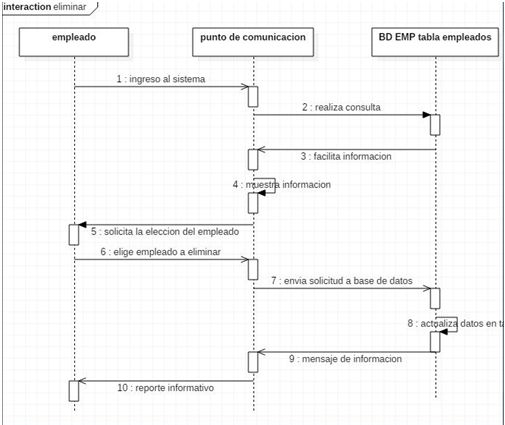 interaction eliminar
empleado
punto de comunicacion
BD EMP tabla empleados
1 : ingreso al sistema
2 : realiza consulta
3 : facilita informacion
4 : muestra informacion
5 : solicita la eleccion del empleado
6 : elige empleado a eliminar
7 : envia solicitud a base de datos
8 : actualiza datos en
9 : mensaje de informacion
10 : reporte informativo